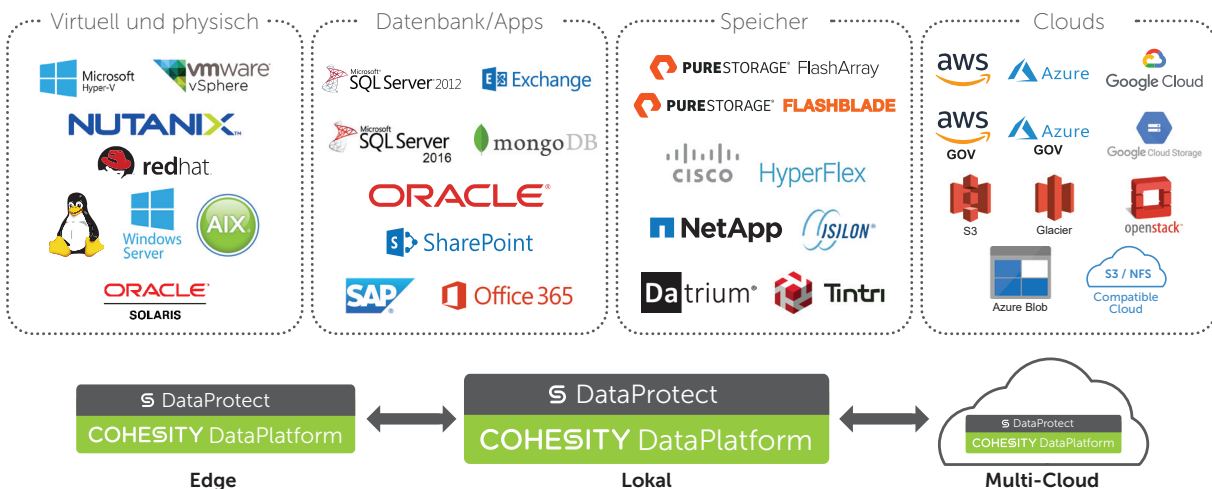 Virtuell und physisch
Microsoft
Hyper-V
vmware®
vSphere
NUTANIX™
redhat.
Windows
Server
AIX
ORACLE®
SOLARIS
Datenbank/Apps
Microsoft®
SQL Server® 2012
Exchange
Microsoft
SQL Server
2016
mongoDB
ORACLE®
SharePoint
SAP®
Office 365
Speicher
PURESTORAGE® FlashArray
PURESTORAGE® FLASHBLADE
CISCO HyperFlex
NetApp
ISILON®
Datrium®
Tintri
Clouds
aws
Azure
Google Cloud
aws
GOV
Azure
GOV
Google Cloud Storage
S3
Glacier
openstack™
Azure Blob
S3 / NFS
Compatible
Cloud
DataProtect
COHESITY DataPlatform
Edge
DataProtect
COHESITY DataPlatform
Lokal
DataProtect
COHESITY DataPlatform
Multi-Cloud